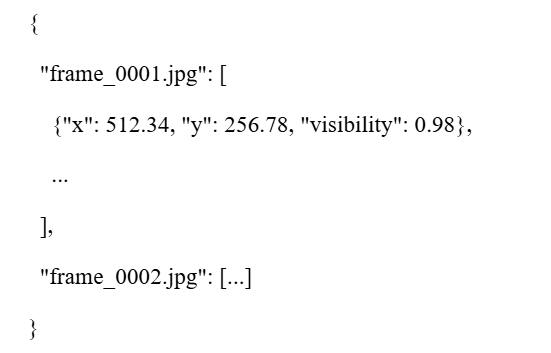 {
"frame_0001.jpg": [
{"x": 512.34, "y": 256.78, "visibility": 0.98},
...
],
"frame_0002.jpg": [...]
}